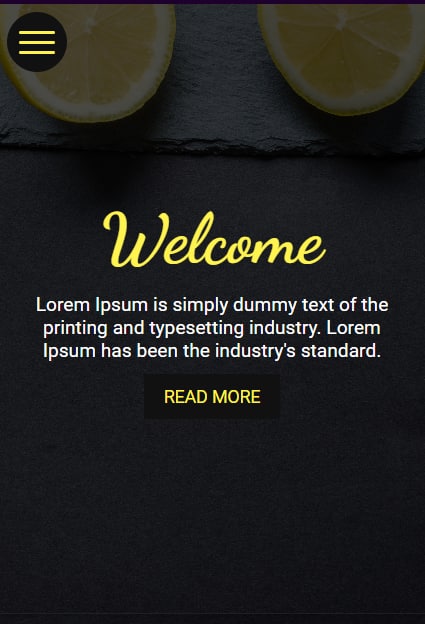 Welcome
Lorem Ipsum is simply dummy text of the
printing and typesetting industry. Lorem
Ipsum has been the industry's standard.
READ MORE